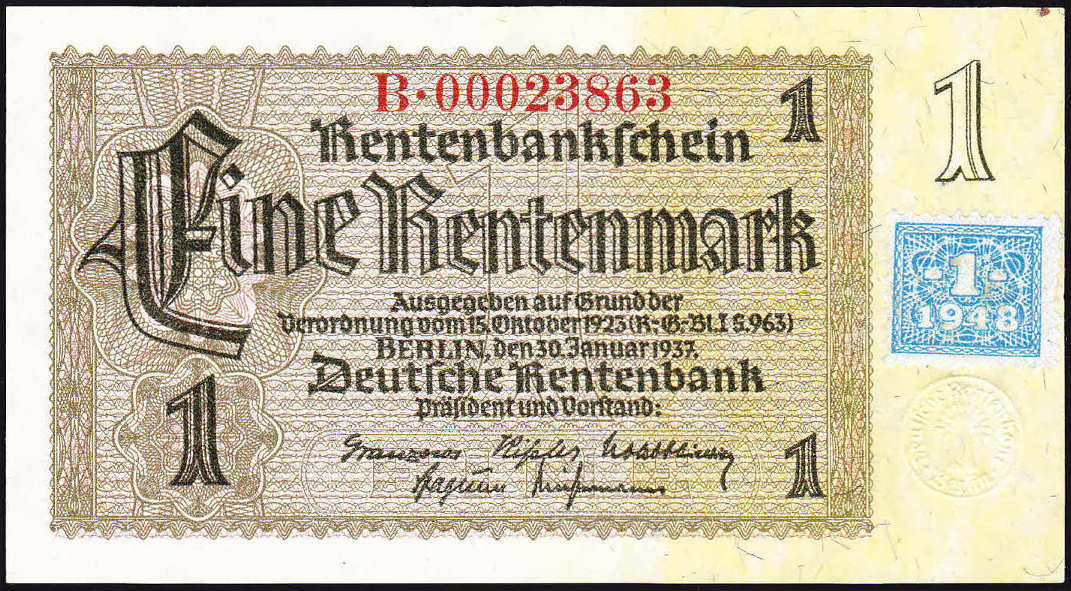 B·00023863
1
1
Rentenbankschein
Eine Rentenmark
Ausgegeben auf Grund der
Verordnung vom 15. Oktober 1923 (R.-G.-Bl. I S. 963)
BERLIN, den 30. Januar 1937.
Deutsche Rentenbank
Präsident und Vorstand:
1
1
-1-
1948